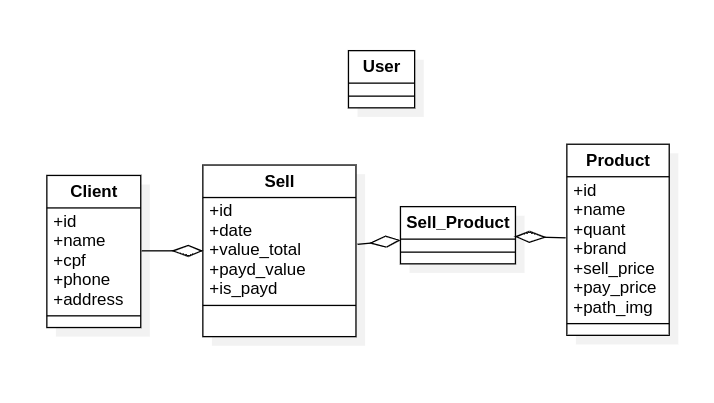 User
Client
+id
+name
+cpf
+phone
+address
Sell
+id
+date
+value_total
+payd_value
+is_payd
Sell_Product
Product
+id
+name
+quant
+brand
+sell_price
+pay_price
+path_img